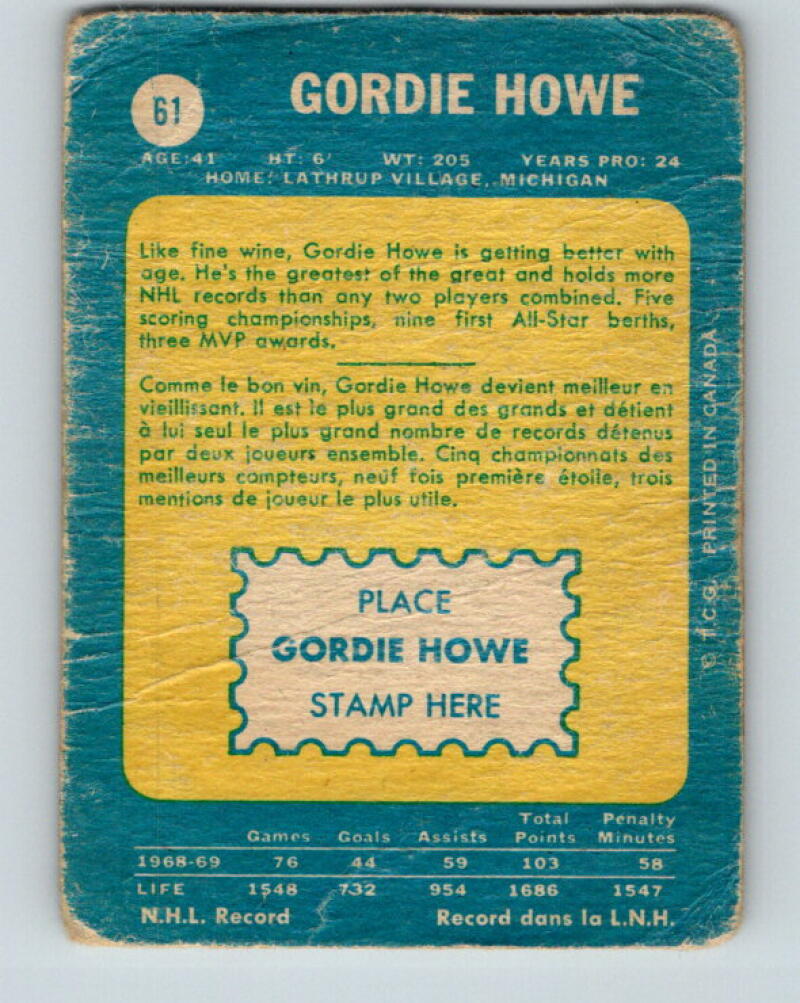 61
GORDIE HOWE
AGE: 41 HT: 6' WT: 205 YEARS PRO: 24
HOME: LATHRUP VILLAGE, MICHIGAN
Like fine wine, Gordie Howe is getting better with
age. He's the greatest of the great and holds more
NHL records than any two players combined. Five
scoring championships, nine first All-Star berths,
three MVP awards.
Comme le bon vin, Gordie Howe devient meilleur en
vieillissant. Il est le plus grand des grands et détient
à lui seul le plus grand nombre de records détenus
par deux joueurs ensemble. Cinq championnats des
meilleurs compteurs, neuf fois première étoile, trois
mentions de joueur le plus utile.
PLACE
GORDIE HOWE
STAMP HERE
© T.C.G. PRINTED IN CANADA
Total Penalty
Games Goals Assists Points Minutes
1968-69 76 44 59 103 58
LIFE 1548 732 954 1686 1547
N.H.L. Record Record dans la L.N.H.